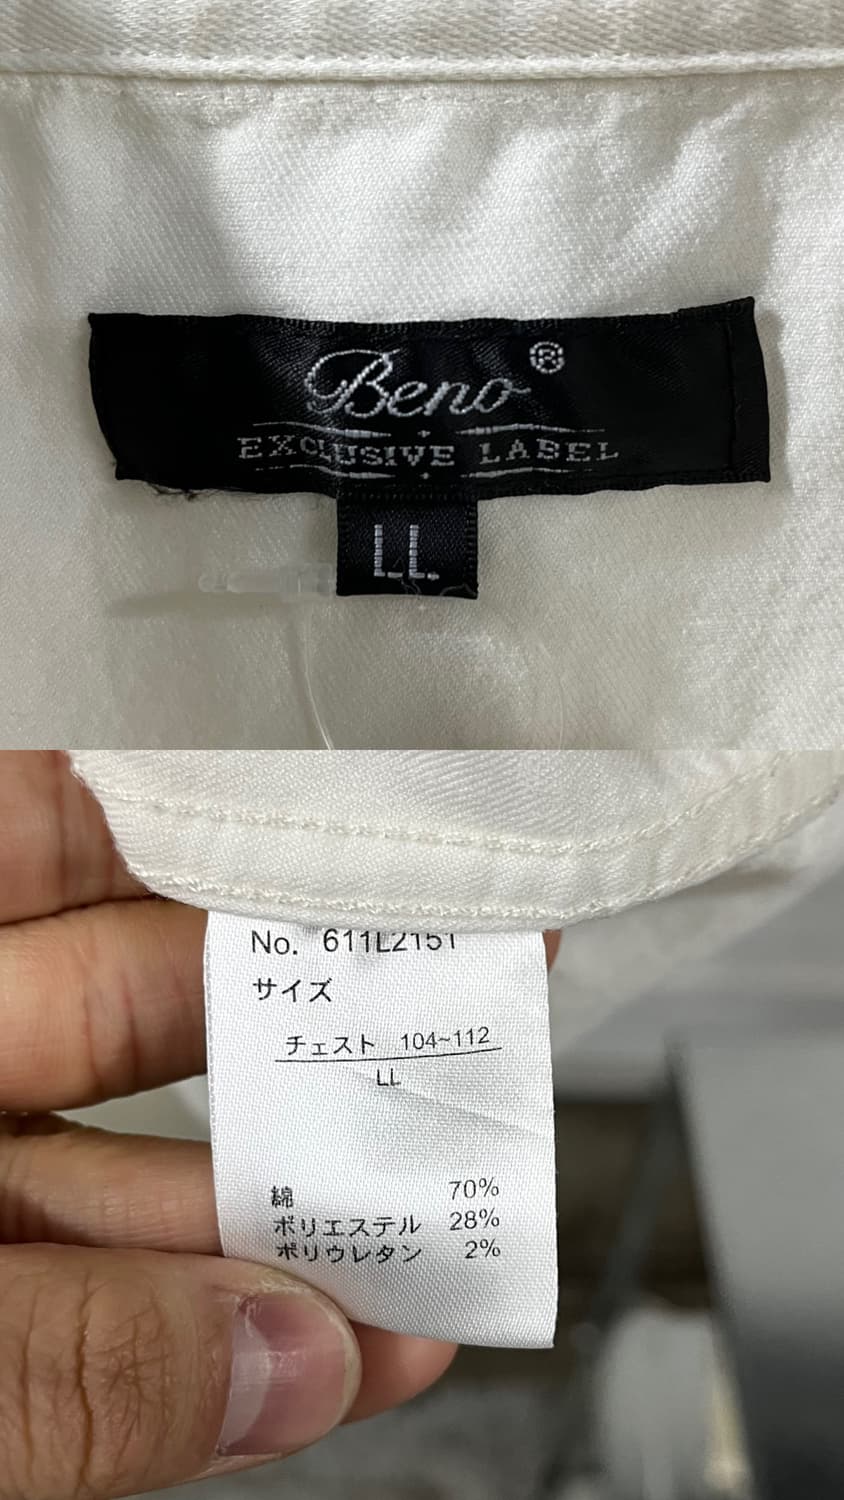 Beno ®
EXCLUSIVE LABEL
LL
No. 611L2151
サイズ
チェスト 104~112
LL
綿 70%
ポリエステル 28%
ポリウレタン 2%